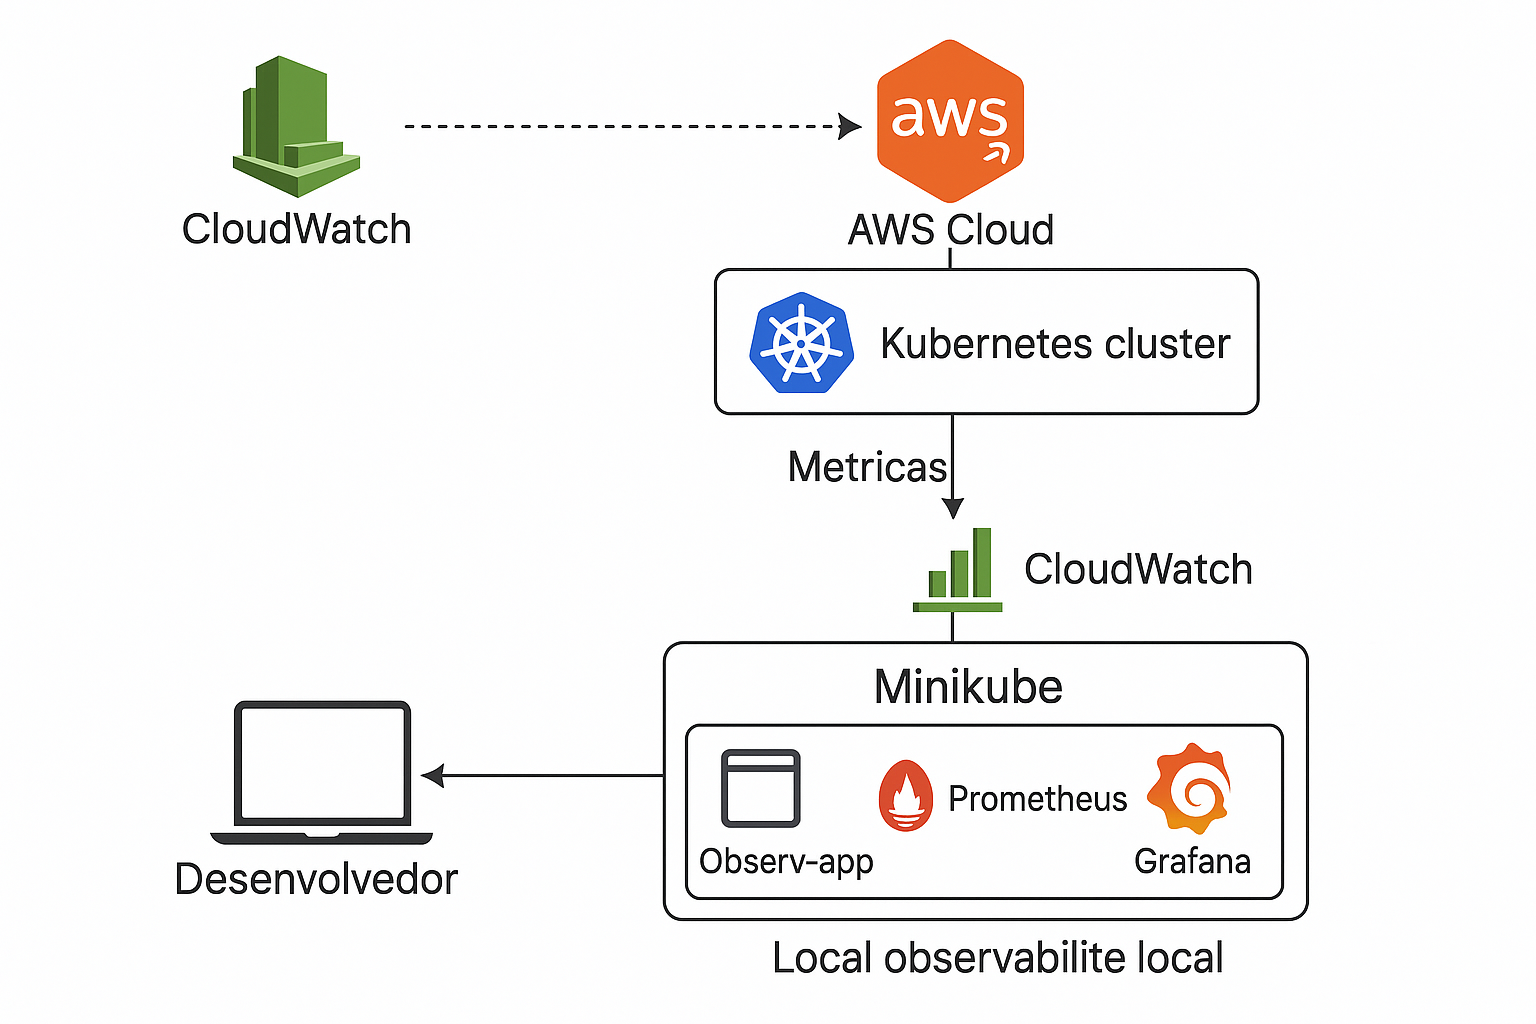 aws
CloudWatch
AWS Cloud
Kubernetes cluster
Metricas
CloudWatch
Minikube
Prometheus
Observ-app
Grafana
Desenvolvedor
Local observabilite local